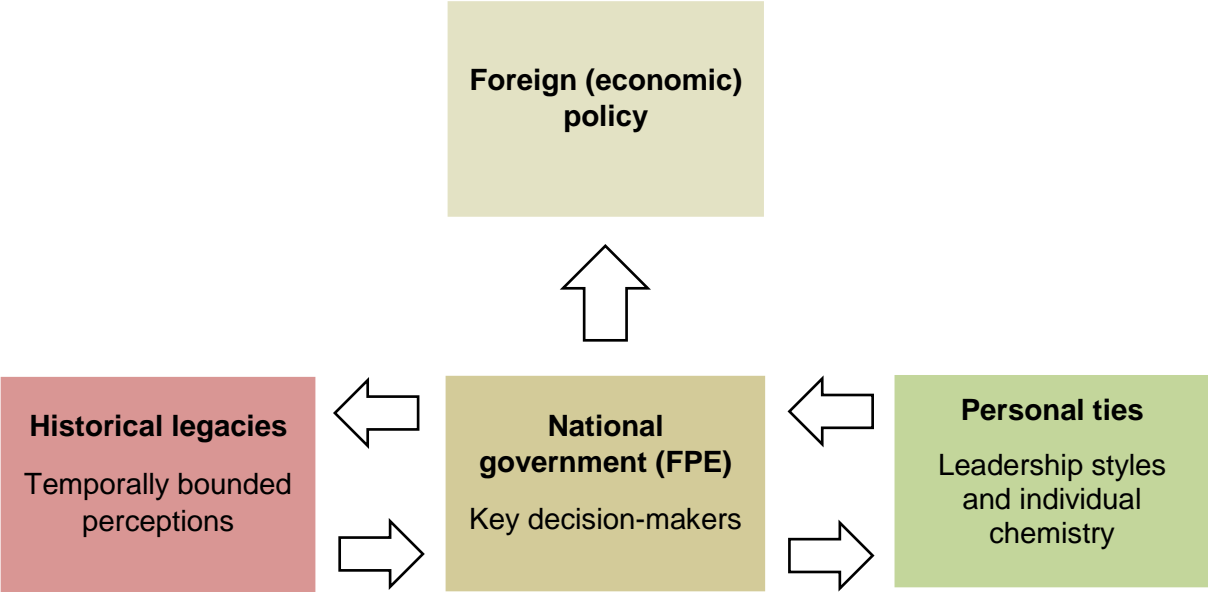 Foreign (economic)
policy
Historical legacies
Temporally bounded
perceptions
National
government (FPE)
Key decision-makers
Personal ties
Leadership styles
and individual
chemistry